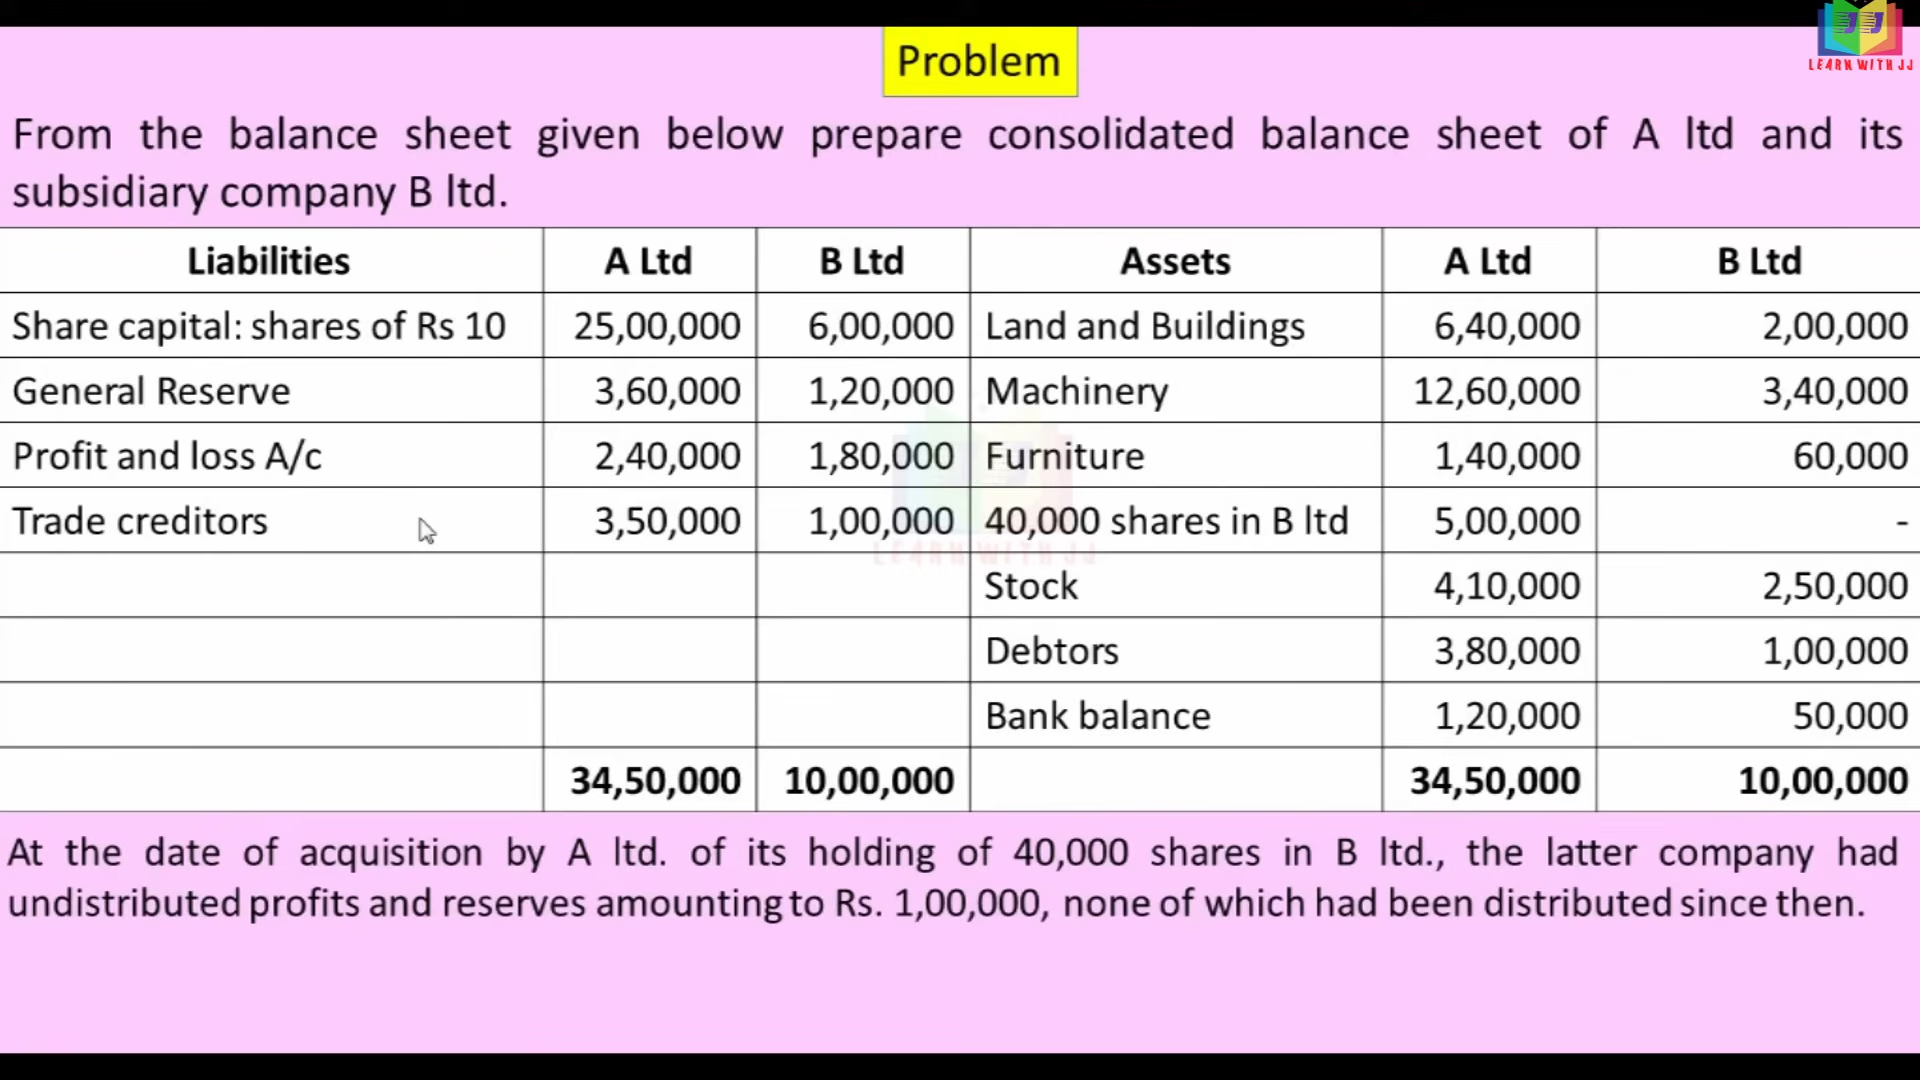 LEARN WITH JJ
Problem
From the balance sheet given below prepare consolidated balance sheet of A ltd and its
subsidiary company B ltd.
Liabilities A Ltd B Ltd Assets A Ltd B Ltd
Share capital: shares of Rs 10 25,00,000 6,00,000 Land and Buildings 6,40,000 2,00,000
General Reserve 3,60,000 1,20,000 Machinery 12,60,000 3,40,000
Profit and loss A/c 2,40,000 1,80,000 Furniture 1,40,000 60,000
Trade creditors 3,50,000 1,00,000 40,000 shares in B ltd 5,00,000 -
LEARN WITH JJ
Stock 4,10,000 2,50,000
Debtors 3,80,000 1,00,000
Bank balance 1,20,000 50,000
34,50,000 10,00,000 34,50,000 10,00,000
At the date of acquisition by A ltd. of its holding of 40,000 shares in B ltd., the latter company had
undistributed profits and reserves amounting to Rs. 1,00,000, none of which had been distributed since then.